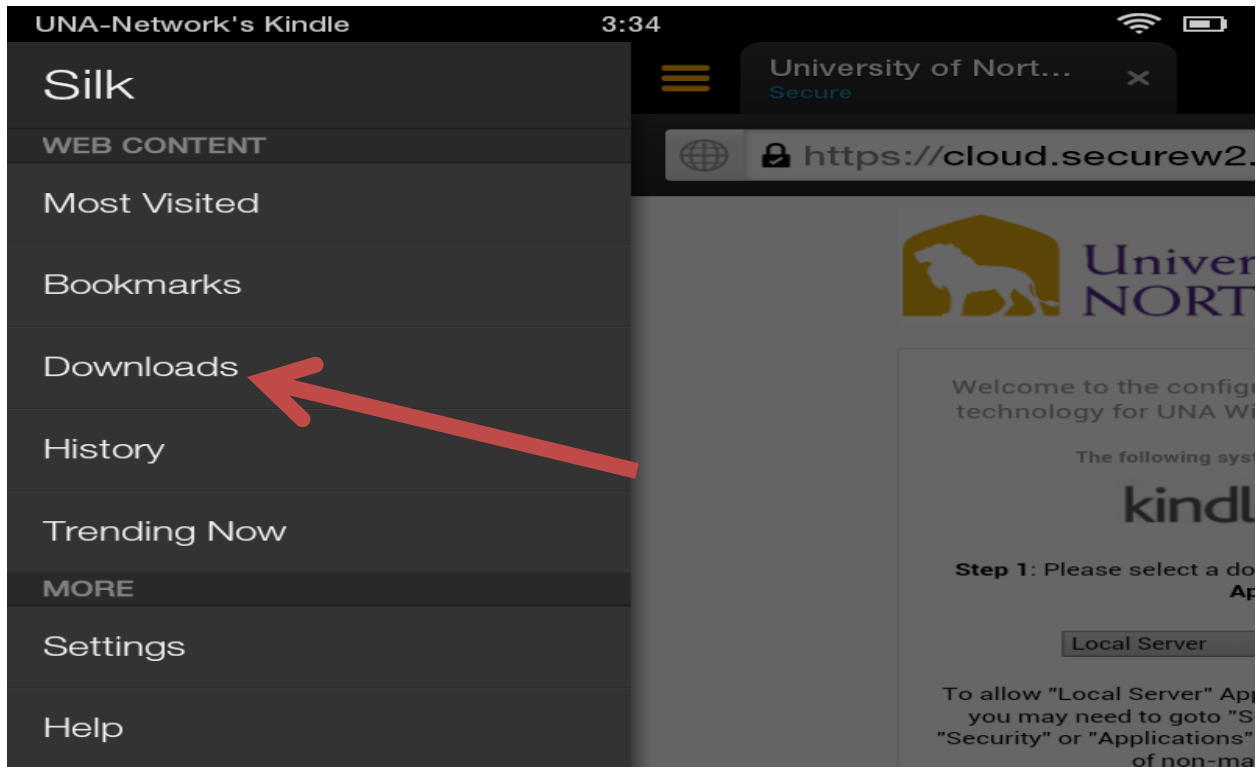 UNA-Network's Kindle 3:34
Silk
WEB CONTENT
Most Visited
Bookmarks
Downloads
History
Trending Now
MORE
Settings
Help
University of Nort...
Secure
https://cloud.securew2.
Univer
NORT
Welcome to the config
technology for UNA Wi
The following sys
kindl
Step 1: Please select a do
Ap
Local Server
To allow "Local Server" App
you may need to goto "S
"Security" or "Applications"
of non-ma